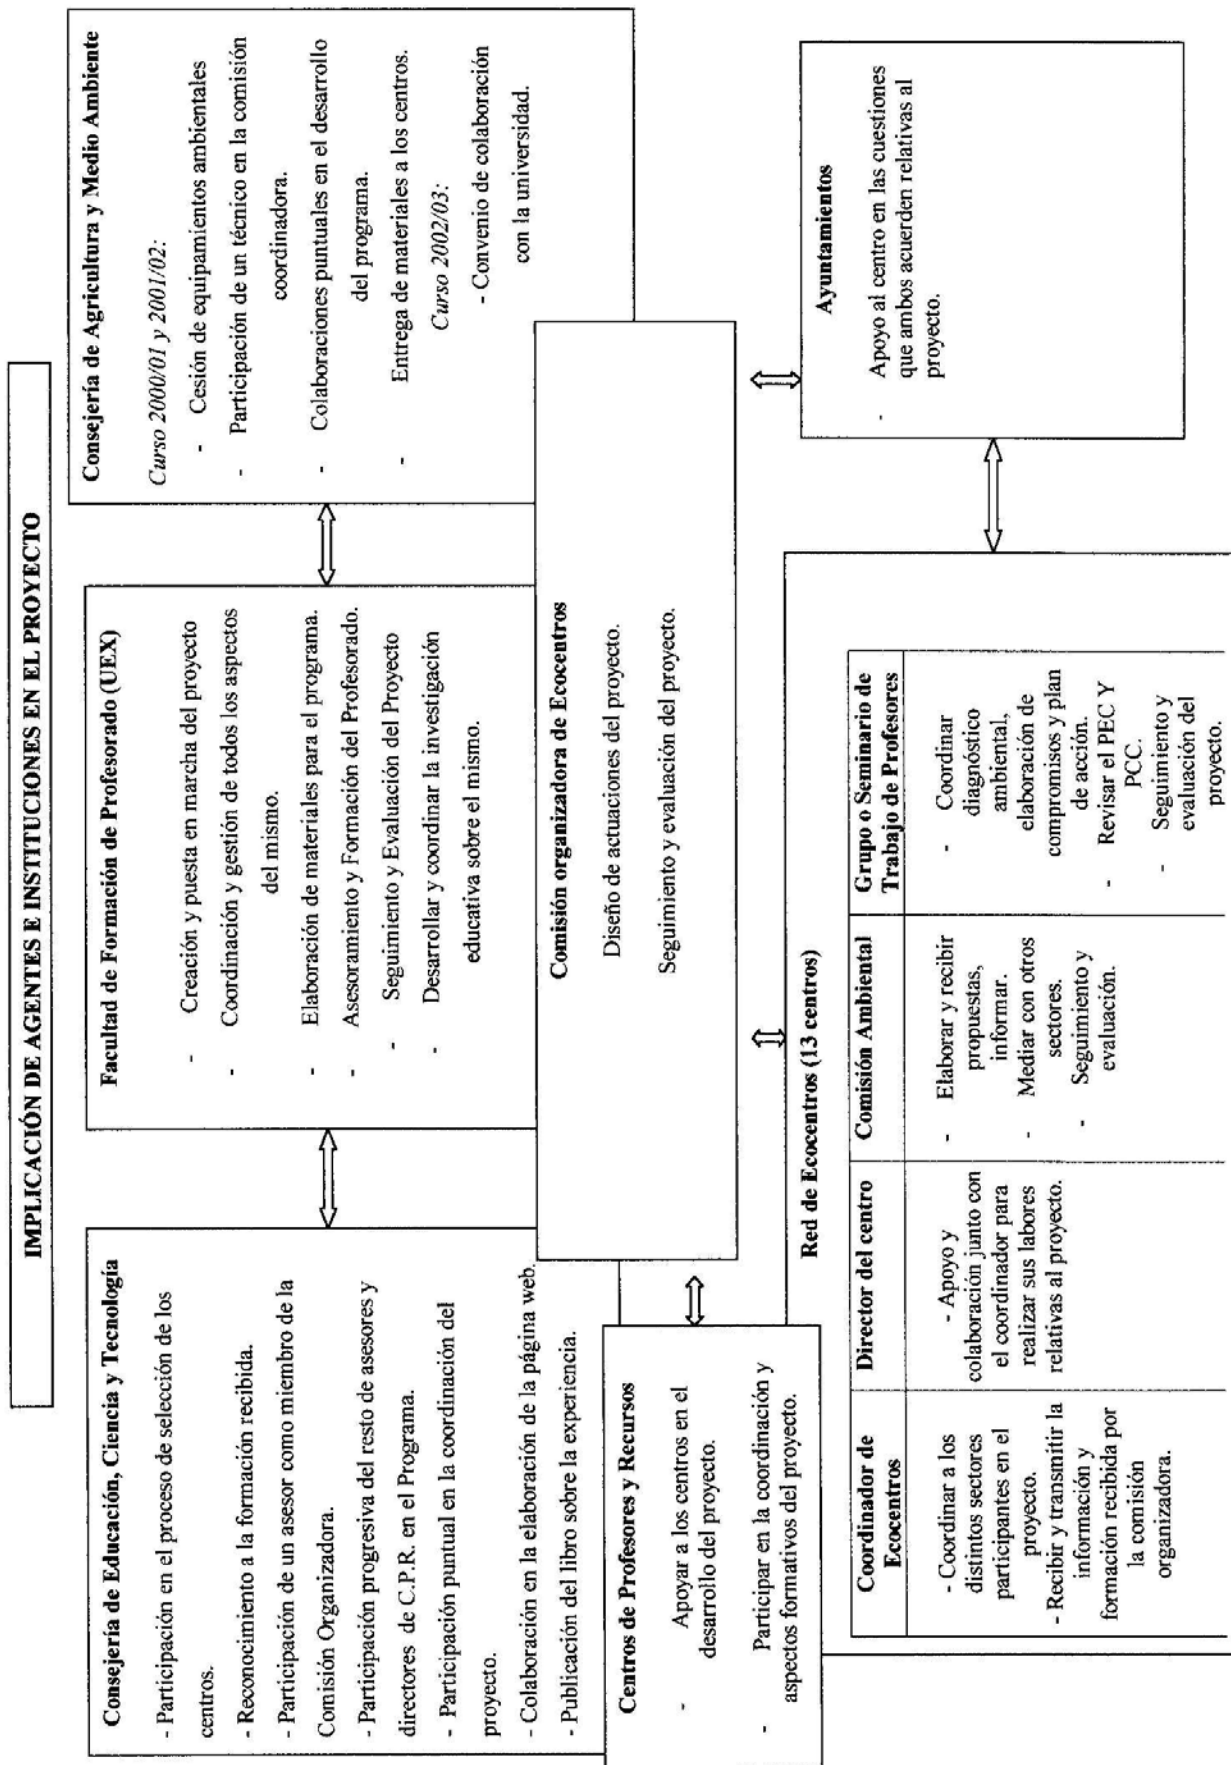 IMPLICACIÓN DE AGENTES E INSTITUCIONES EN EL PROYECTO
Consejería de Educación, Ciencia y Tecnología
- Participación en el proceso de selección de los
centros.
- Reconocimiento a la formación recibida.
- Participación de un asesor como miembro de la
Comisión Organizadora.
- Participación progresiva del resto de asesores y
directores de C.P.R. en el Programa.
- Participación puntual en la coordinación del
proyecto.
- Colaboración en la elaboración de la página web.
- Publicación del libro sobre la experiencia.
Facultad de Formación de Profesorado (UEX)
- Creación y puesta en marcha del proyecto
- Coordinación y gestión de todos los aspectos
del mismo.
- Elaboración de materiales para el programa.
- Asesoramiento y Formación del Profesorado.
- Seguimiento y Evaluación del Proyecto
- Desarrollar y coordinar la investigación
educativa sobre el mismo.
Consejería de Agricultura y Medio Ambiente
Curso 2000/01 y 2001/02:
- Cesión de equipamientos ambientales
- Participación de un técnico en la comisión
coordinadora.
- Colaboraciones puntuales en el desarrollo
del programa.
- Entrega de materiales a los centros.
Curso 2002/03:
- Convenio de colaboración
con la universidad.
Comisión organizadora de Ecocentros
Diseño de actuaciones del proyecto.
Seguimiento y evaluación del proyecto.
Centros de Profesores y Recursos
- Apoyar a los centros en el
desarrollo del proyecto.
- Participar en la coordinación y
aspectos formativos del proyecto.
Ayuntamientos
- Apoyo al centro en las cuestiones
que ambos acuerden relativas al
proyecto.
Red de Ecocentros (13 centros)
Coordinador de
Ecocentros
- Coordinar a los
distintos sectores
participantes en el
proyecto.
- Recibir y transmitir la
información y
formación recibida por
la comisión
organizadora.
Director del centro
- Apoyo y
colaboración junto con
el coordinador para
realizar sus labores
relativas al proyecto.
Comisión Ambiental
- Elaborar y recibir
propuestas,
informar.
- Mediar con otros
sectores.
- Seguimiento y
evaluación.
Grupo o Seminario de
Trabajo de Profesores
- Coordinar
diagnóstico
ambiental,
elaboración de
compromisos y plan
de acción.
- Revisar el PEC Y
PCC.
- Seguimiento y
evaluación del
proyecto.